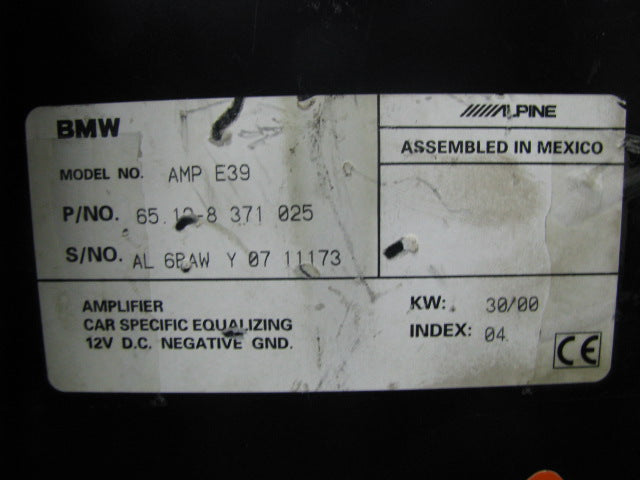 BMW
MODEL NO. AMP E39
P/NO. 65.12-8 371 025
S/NO. AL Y 07 11173
ALPINE
ASSEMBLED IN MEXICO
AMPLIFIER
CAR SPECIFIC EQUALIZING
12V D.C. NEGATIVE GND.
KW: 30/00
INDEX: 04
CE